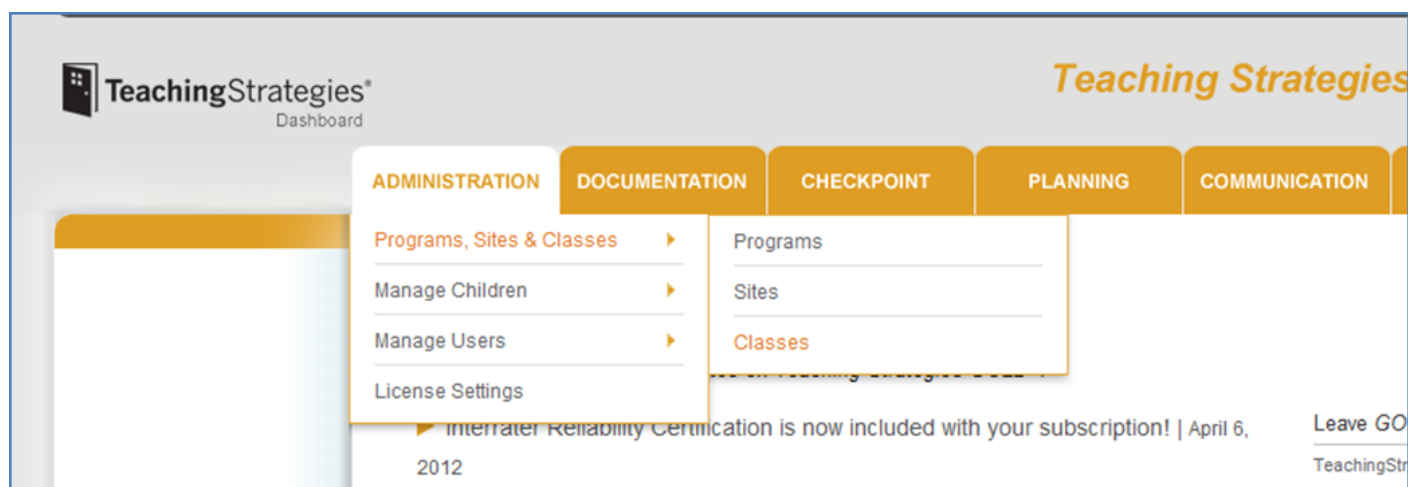 TeachingStrategies®
Dashboard
Teaching Strategies
ADMINISTRATION DOCUMENTATION CHECKPOINT PLANNING COMMUNICATION
Programs, Sites & Classes Programs
Manage Children Sites
Manage Users Classes
License Settings
Interrater Reliability Certification is now included with your subscription! | April 6,
2012
Leave GO
TeachingStr